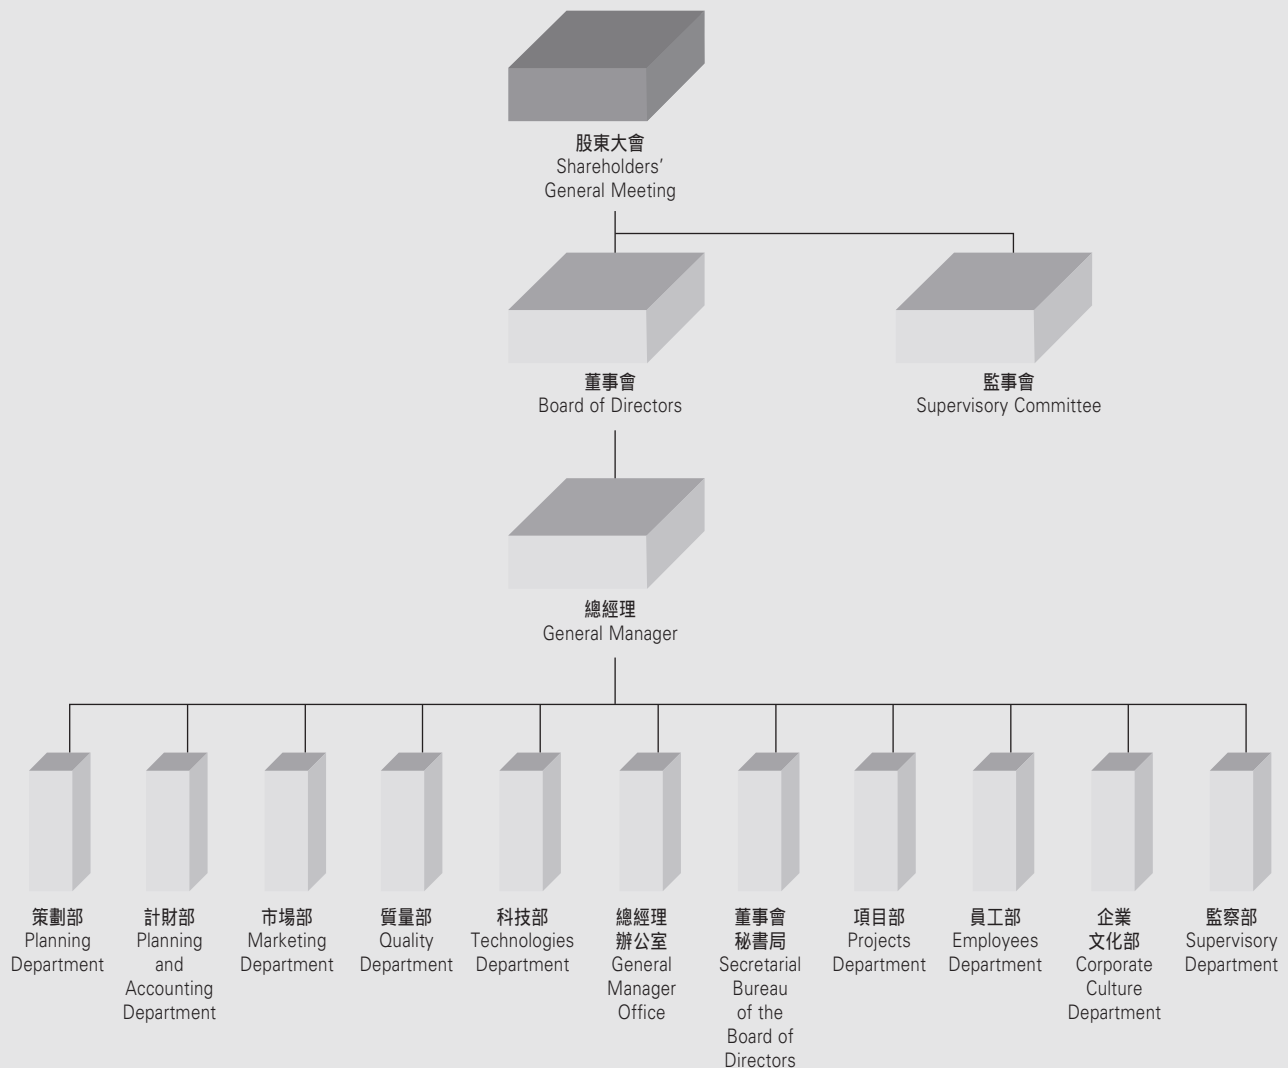 股東大會
Shareholders’
General Meeting
董事會
Board of Directors
監事會
Supervisory Committee
總經理
General Manager
策劃部
Planning
Department
計財部
Planning
and
Accounting
Department
市場部
Marketing
Department
質量部
Quality
Department
科技部
Technologies
Department
總經理
辦公室
General
Manager
Office
董事會
秘書局
Secretarial
Bureau
of the
Board of
Directors
項目部
Projects
Department
員工部
Employees
Department
企業
文化部
Corporate
Culture
Department
監察部
Supervisory
Department